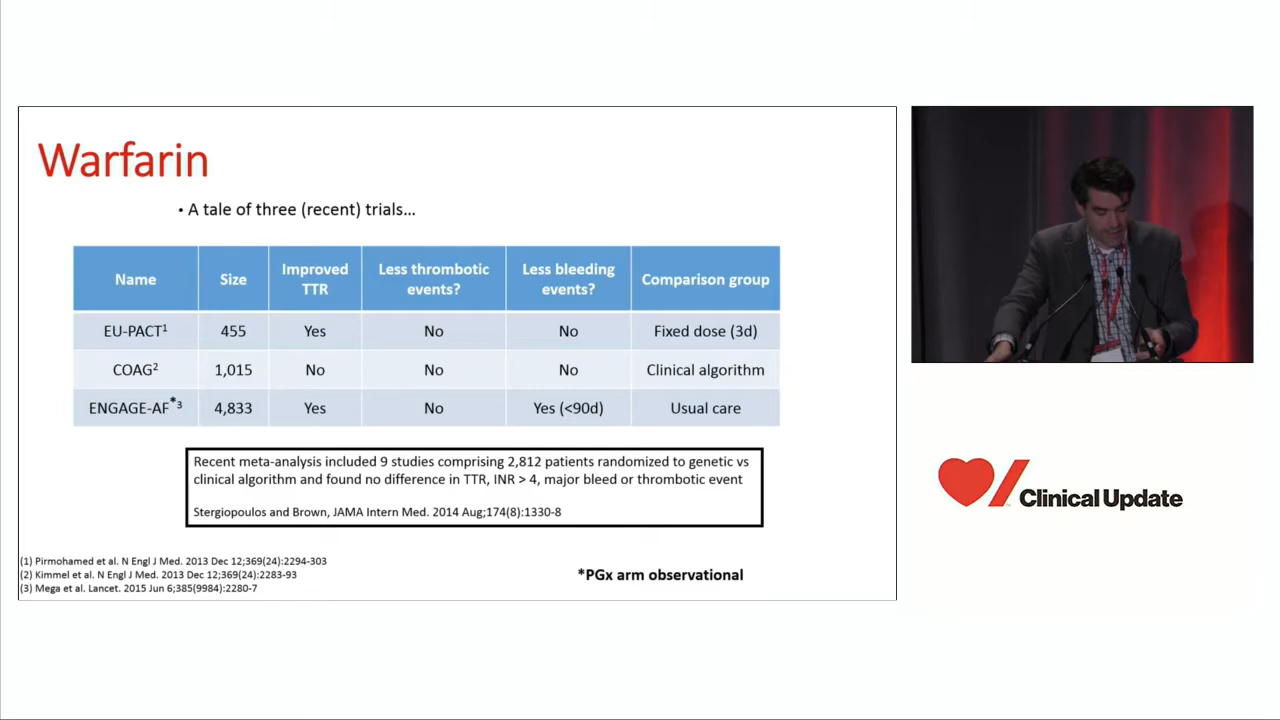 Warfarin
• A tale of three (recent) trials...
Name Size Improved TTR Less thrombotic events? Less bleeding events? Comparison group
EU-PACT1 455 Yes No No Fixed dose (3d)
COAG2 1,015 No No No Clinical algorithm
ENGAGE-AF*3 4,833 Yes No Yes (<90d) Usual care
Recent meta-analysis included 9 studies comprising 2,812 patients randomized to genetic vs
clinical algorithm and found no difference in TTR, INR > 4, major bleed or thrombotic event
Stergiopoulos and Brown, JAMA Intern Med. 2014 Aug;174(8):1330-8
(1) Pirmohamed et al. N Engl J Med. 2013 Dec 12;369(24):2294-303
(2) Kimmel et al. N Engl J Med. 2013 Dec 12;369(24):2283-93
(3) Mega et al. Lancet. 2015 Jun 6;385(9984):2280-7
*PGx arm observational
Clinical Update